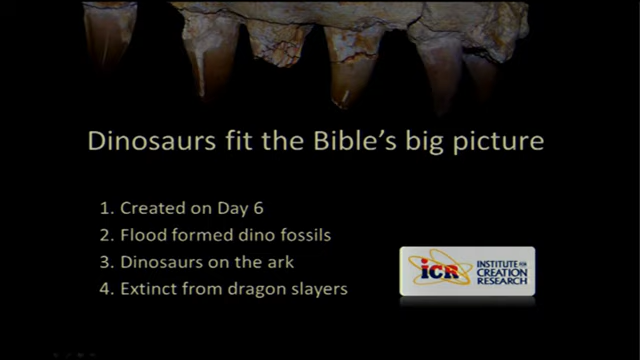 Dinosaurs fit the Bible's big picture
1. Created on Day 6
2. Flood formed dino fossils
3. Dinosaurs on the ark
4. Extinct from dragon slayers
iCR
INSTITUTE FOR
CREATION
RESEARCH